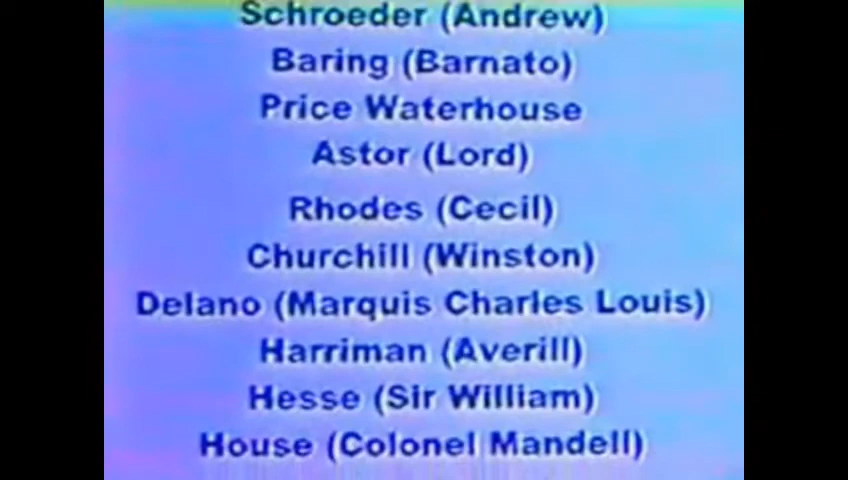 Schroeder (Andrew)
Baring (Barnato)
Price Waterhouse
Astor (Lord)
Rhodes (Cecil)
Churchill (Winston)
Delano (Marquis Charles Louis)
Harriman (Averill)
Hesse (Sir William)
House (Colonel Mandell)